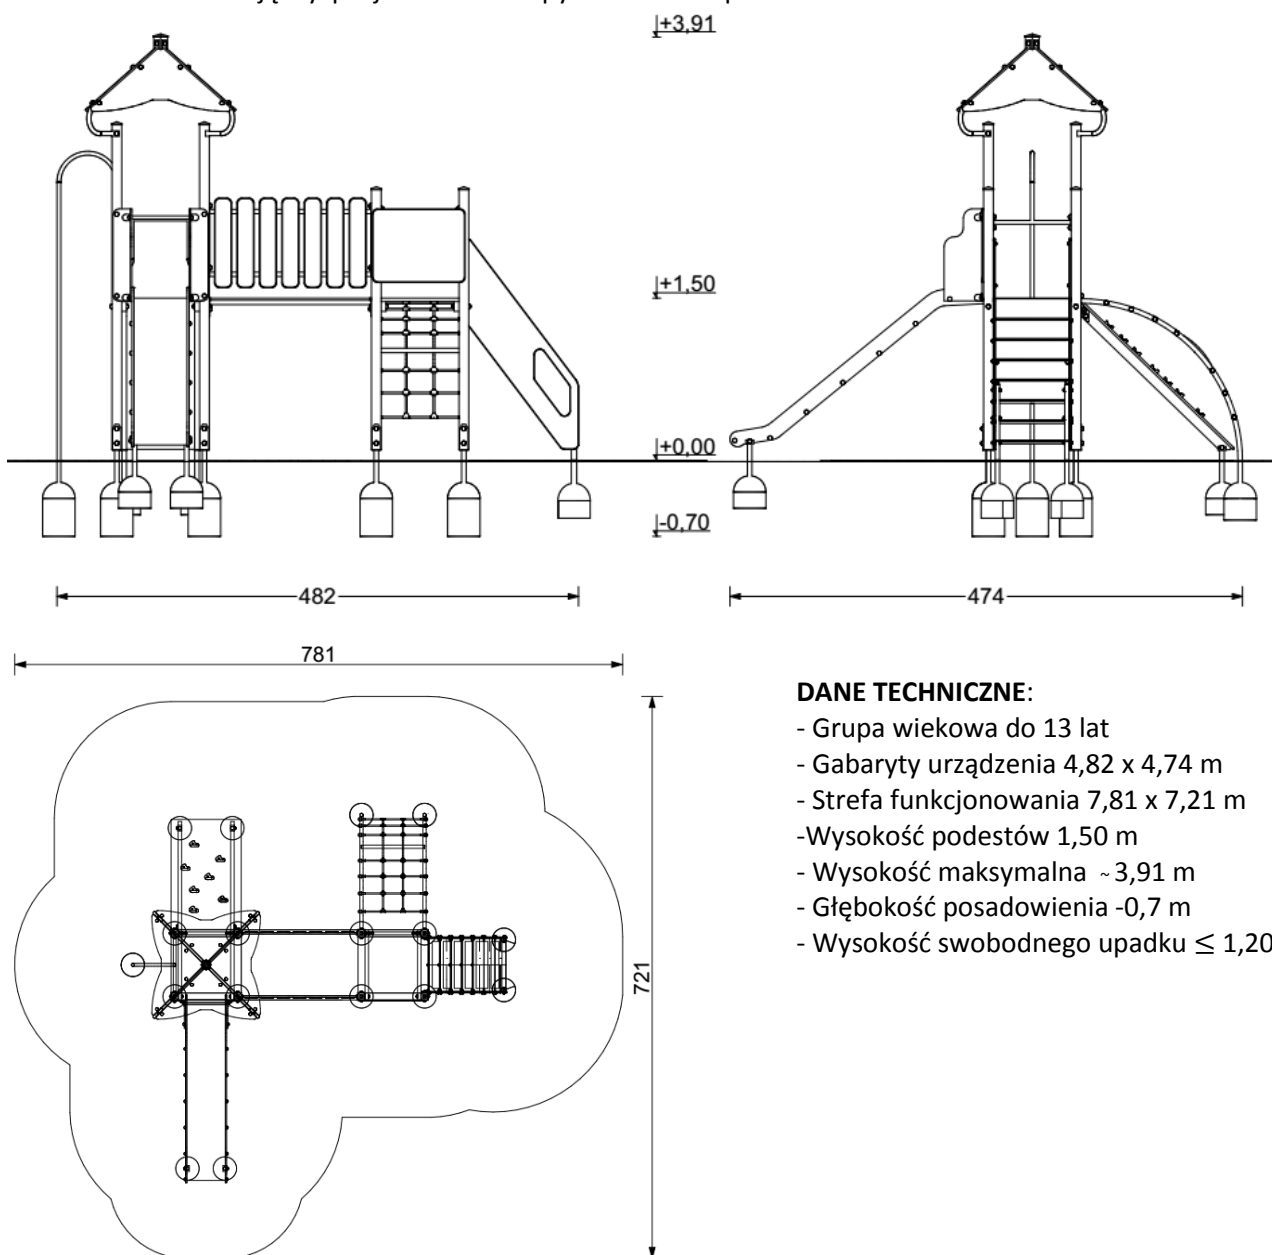 +3,91
+1,50
+0,00
-0,70
482
474
781
721
DANE TECHNICZNE:
- Grupa wiekowa do 13 lat
- Gabaryty urządzenia 4,82 x 4,74 m
- Strefa funkcjonowania 7,81 x 7,21 m
-Wysokość podestów 1,50 m
- Wysokość maksymalna ~ 3,91 m
- Głębokość posadowienia -0,7 m
- Wysokość swobodnego upadku ≤ 1,20